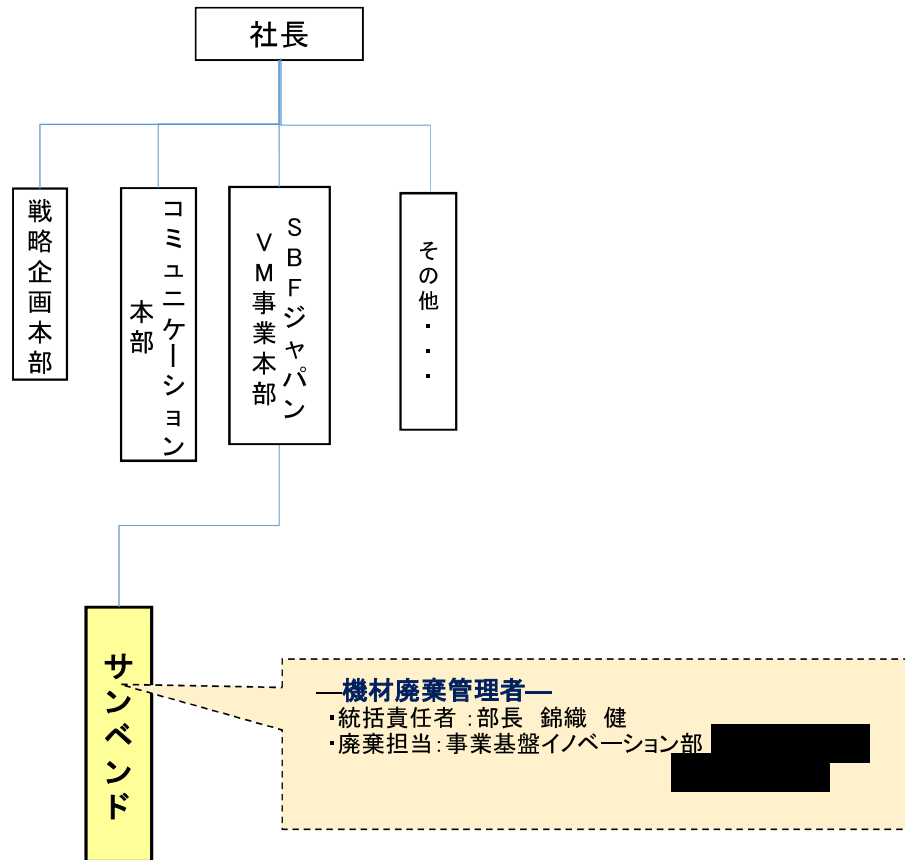 社長
戦略企画本部
コミュニケーション
本部
SBFジャパン
VM事業本部
その他・・・
サンベンド
―機材廃棄管理者―
・統括責任者：部長　錦織　健
・廃棄担当：事業基盤イノベーション部